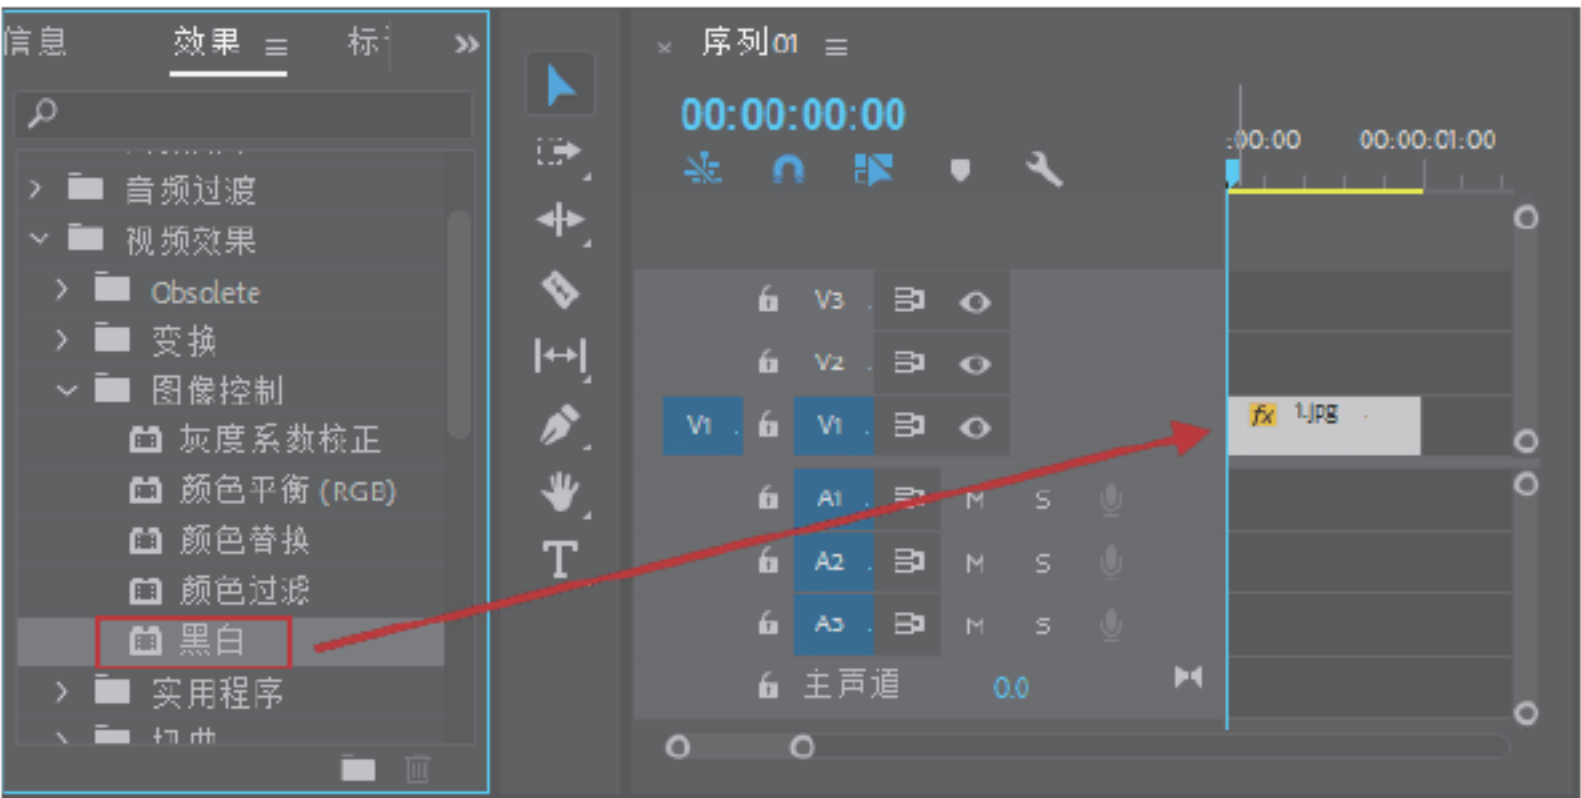 信息 效果 标
音频过渡
视频效果
Obsolete
变换
图像控制
灰度系数校正
颜色平衡 (RGB)
颜色替换
颜色过滤
黑白
实用程序
扭曲
T
× 序列01
00:00:00:00
:00:00 00:00:01:00
V3
V2
V1 V1 fx 1.jpg
A1 M S
A2 M S
A3 M S
主声道 0.0